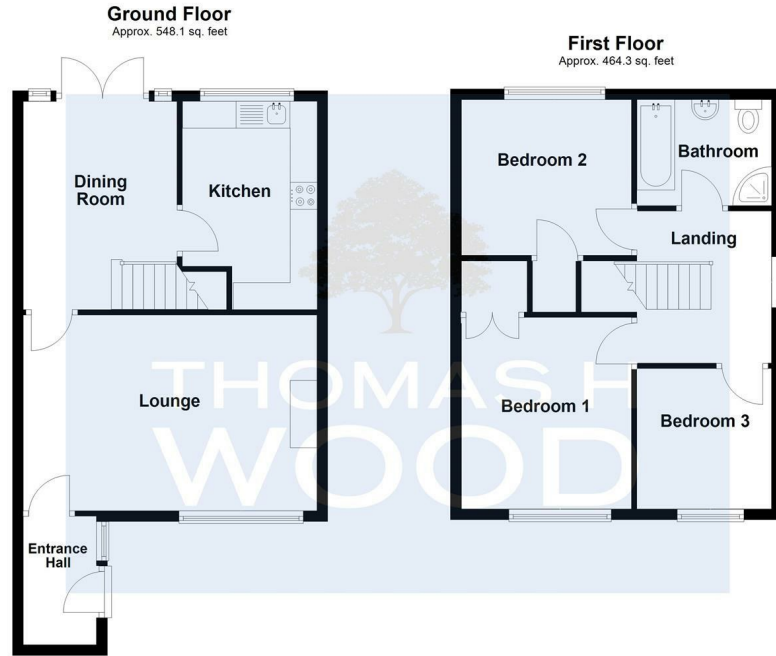 Ground Floor
Approx. 548.1 sq. feet
Dining
Room
Kitchen
Lounge
Entrance
Hall
First Floor
Approx. 464.3 sq. feet
Bedroom 2
Bathroom
Landing
Bedroom 1
Bedroom 3
THOMAS H
WOOD